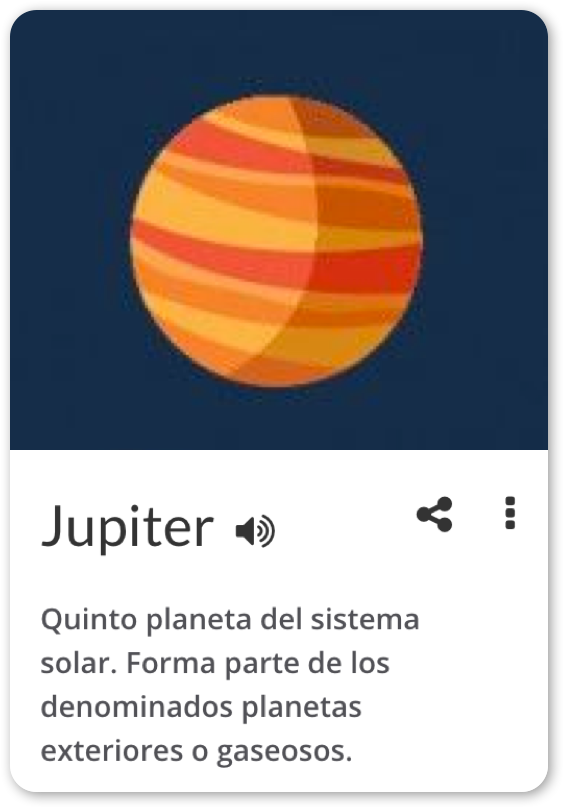 Jupiter
Quinto planeta del sistema
solar. Forma parte de los
denominados planetas
exteriores o gaseosos.